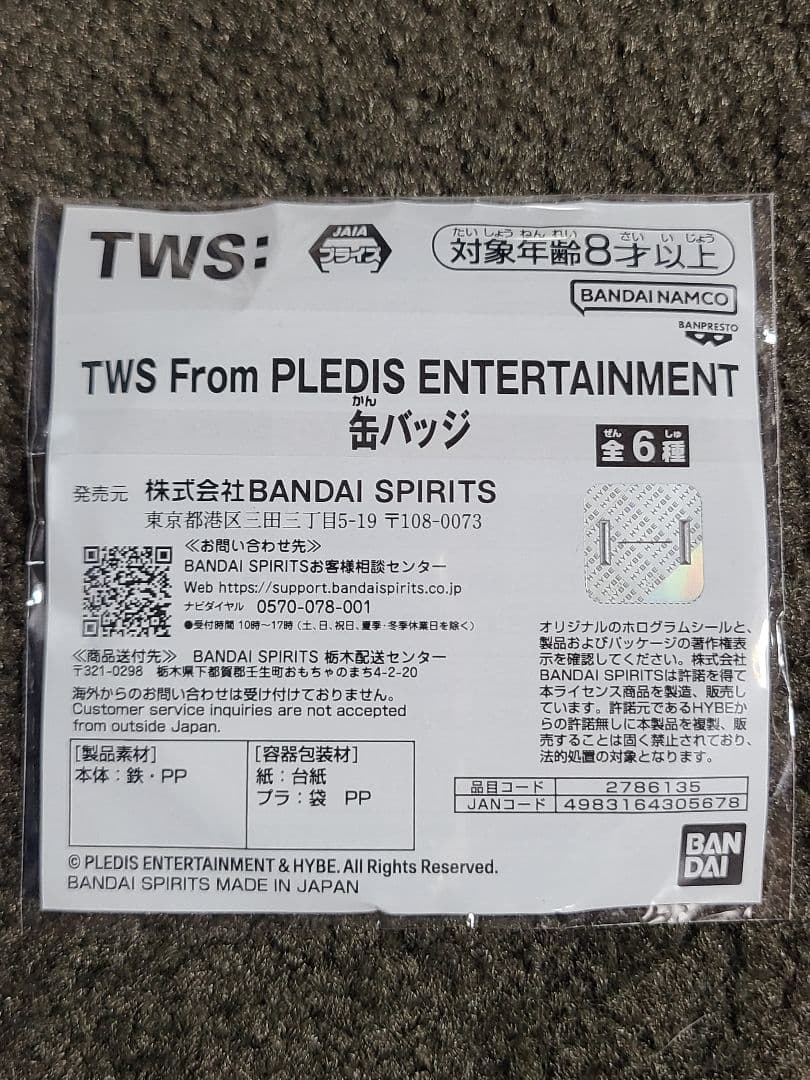 TWS:
JAIA
プライズ
たいしょうねんれい さい いじょう
対象年齢8才以上
BANDAI NAMCO
BANPRESTO
TWS From PLEDIS ENTERTAINMENT
かん
缶バッジ
ぜん しゅ
全6種
発売元 株式会社BANDAI SPIRITS
東京都港区三田三丁目5-19 〒108-0073
≪お問い合わせ先≫
BANDAI SPIRITSお客様相談センター
Web https://support.bandaispirits.co.jp
ナビダイヤル 0570-078-001
●受付時間 10時〜17時(土、日、祝日、夏季・冬季休業日を除く)
≪商品送付先≫ BANDAI SPIRITS 栃木配送センター
〒321-0298 栃木県下都賀郡壬生町おもちゃのまち4-2-20
海外からのお問い合わせは受け付けておりません。
Customer service inquiries are not accepted
from outside Japan.
HYBE
オリジナルのホログラムシールと、
製品およびパッケージの著作権表
示を確認してください。株式会社
BANDAI SPIRITSは許諾を得て
本ライセンス商品を製造、販売し
ています。許諾元であるHYBEか
らの許諾無しに本製品を複製、販
売することは固く禁止されており、
法的処置の対象となります。
[製品素材]
本体:鉄・PP
[容器包装材]
紙:台紙
プラ:袋 PP
品目コード 2786135
JANコード 4983164305678
© PLEDIS ENTERTAINMENT & HYBE. All Rights Reserved.
BANDAI SPIRITS MADE IN JAPAN
BAN
DAI